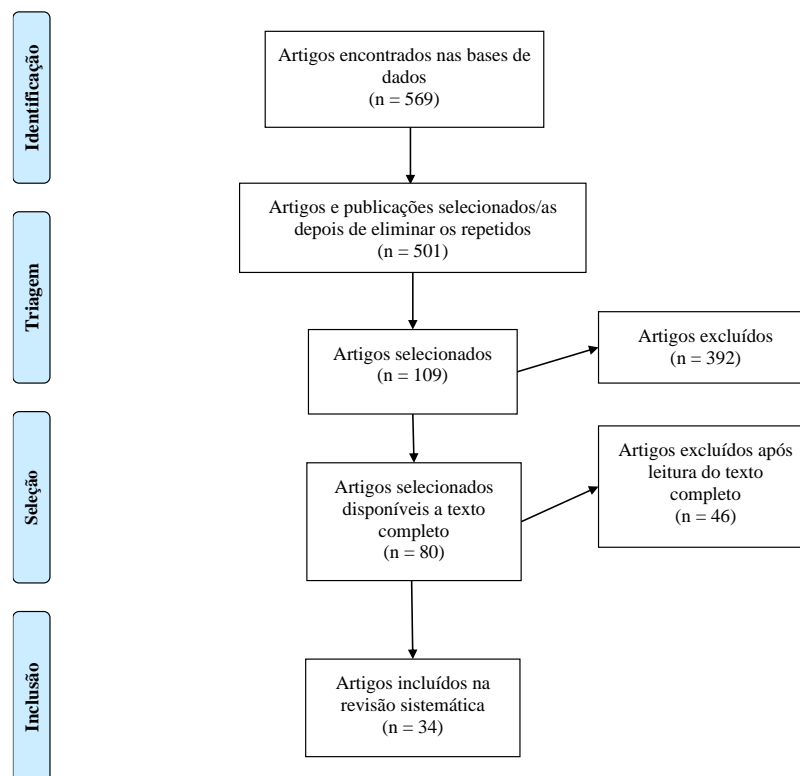 Identificação
Artigos encontrados nas bases de
dados
(n = 569)
Artigos e publicações selecionados/as
depois de eliminar os repetidos
(n = 501)
Triagem
Artigos selecionados
(n = 109)
Artigos excluídos
(n = 392)
Seleção
Artigos selecionados
disponíveis a texto
completo
(n = 80)
Artigos excluídos após
leitura do texto
completo
(n = 46)
Inclusão
Artigos incluídos na
revisão sistemática
(n = 34)